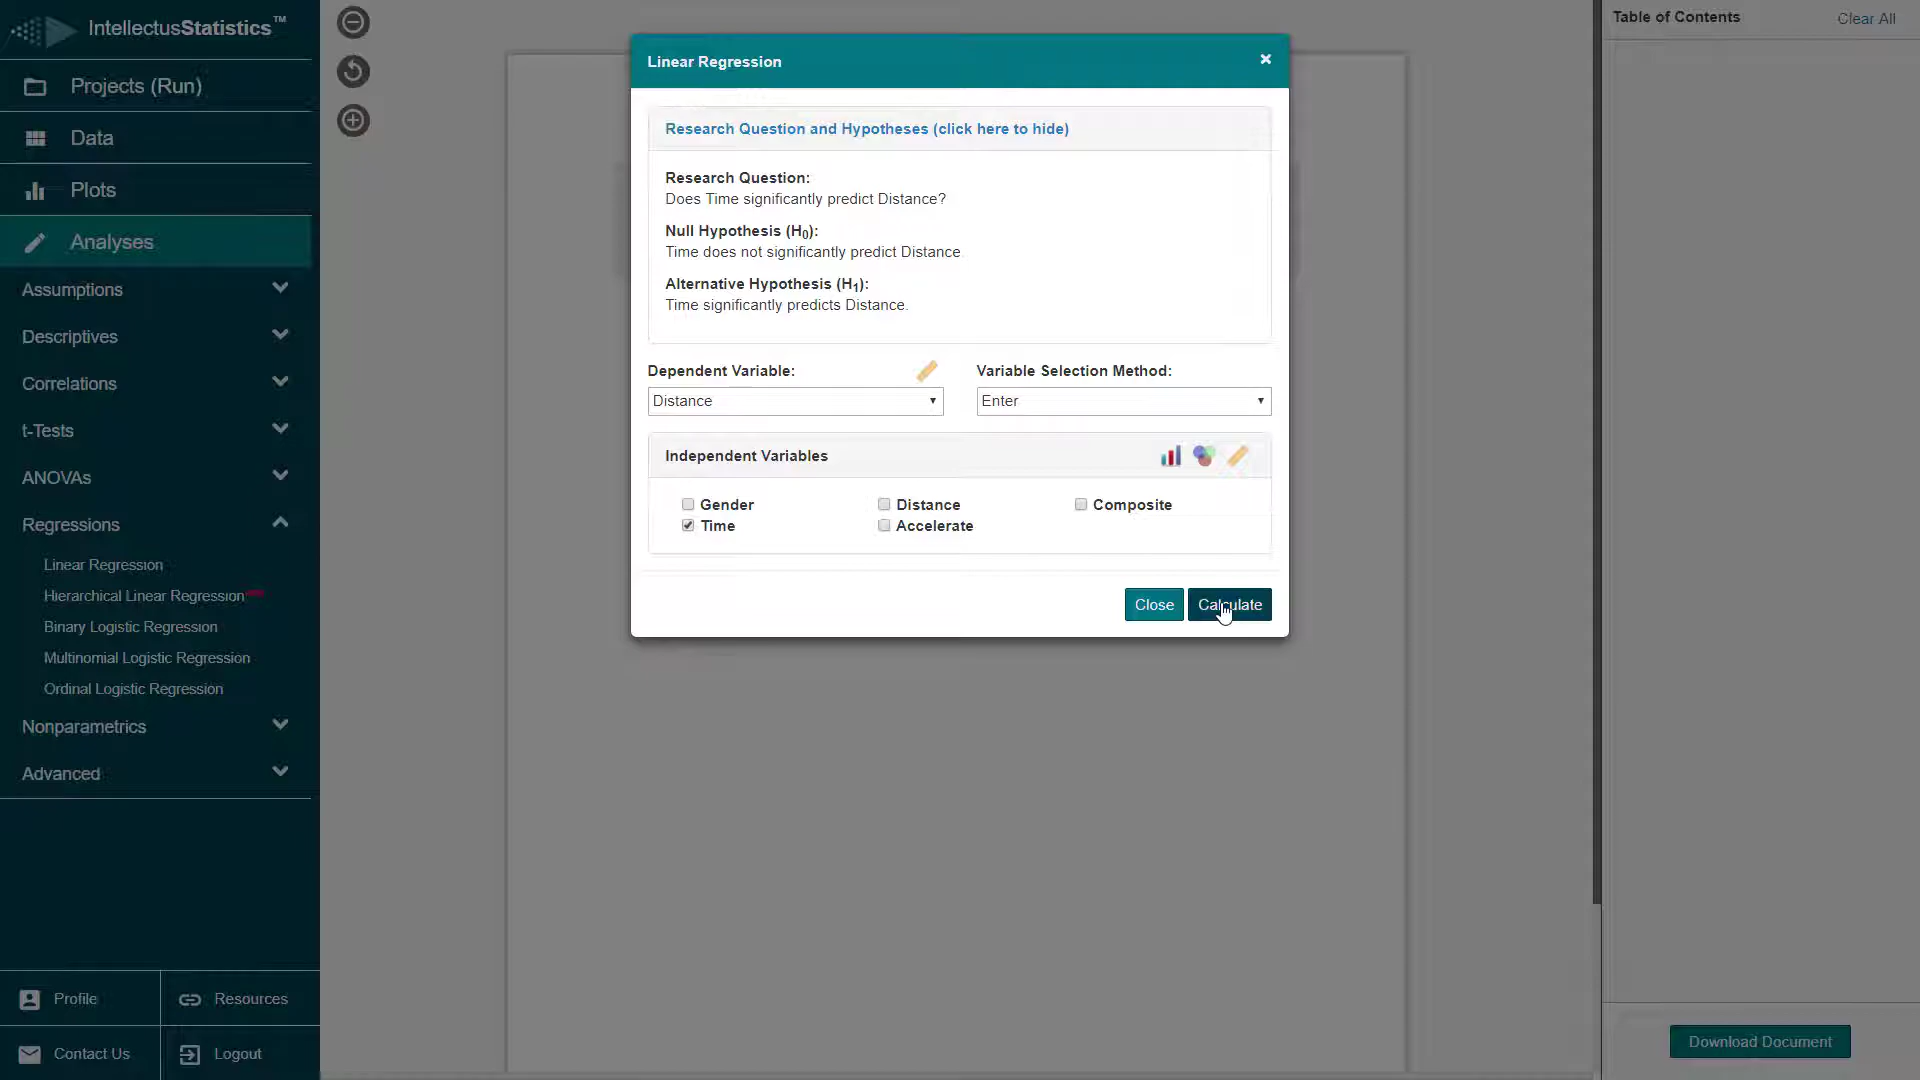 IntellectusStatistics™
Projects (Run)
Data
Plots
Analyses
Assumptions
Descriptives
Correlations
t-Tests
ANOVAs
Regressions
Linear Regression
Hierarchical Linear Regression
Binary Logistic Regression
Multinomial Logistic Regression
Ordinal Logistic Regression
Nonparametrics
Advanced
Profile
Resources
Contact Us
Logout
Linear Regression
×
Research Question and Hypotheses (click here to hide)
Research Question:
Does Time significantly predict Distance?
Null Hypothesis (H0):
Time does not significantly predict Distance.
Alternative Hypothesis (H1):
Time significantly predicts Distance.
Dependent Variable:
Variable Selection Method:
Distance
Enter
Independent Variables
Gender
Distance
Composite
Time
Accelerate
Close
Calculate
Table of Contents
Clear All
Download Document